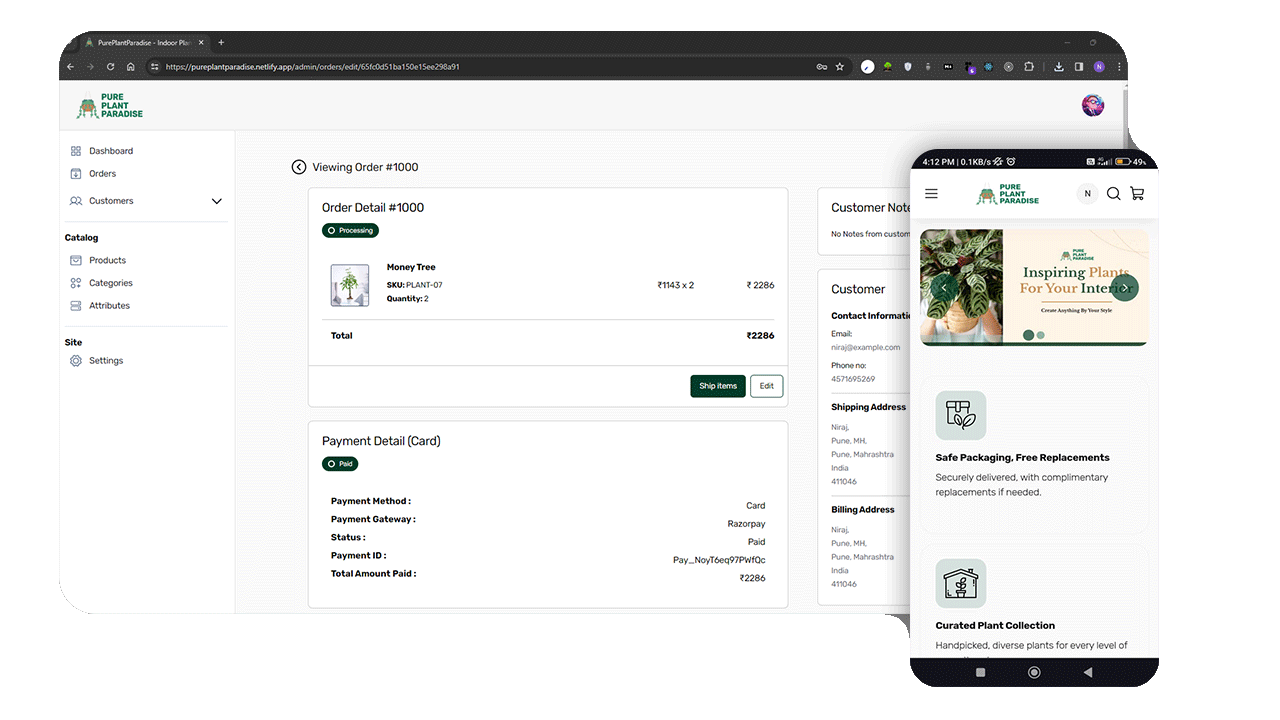 PurePlantParadise - Indoor Pla
https://pureplantparadise.netlify.app/admin/orders/edit/65fc0d51ba150e15ee298a91
PURE
PLANT
PARADISE
Dashboard
Orders
Customers
Catalog
Products
Categories
Attributes
Site
Settings
Viewing Order #1000
Order Detail #1000
Processing
Money Tree
SKU: PLANT-07
Quantity: 2
₹1143 x 2
₹ 2286
Total
₹2286
Ship items
Edit
Payment Detail (Card)
Paid
Payment Method :
Card
Payment Gateway :
Razorpay
Status :
Paid
Payment ID :
Pay_NoyT6eq97PWfQc
Total Amount Paid :
₹2286
Customer Note
No Notes from custom
Customer
Contact Informatio
Email:
niraj@example.com
Phone no:
4571695269
Shipping Address
Niraj,
Pune, MH,
Pune, Mahrashtra
India
411046
Billing Address
Niraj,
Pune, MH,
Pune, Mahrashtra
India
411046
4:12 PM | 0.1KB/s
49%
PURE
PLANT
PARADISE
N
PURE
PLANT
PARADISE
Inspiring Plants
For Your Interior
Create Anything By Your Style
Safe Packaging, Free Replacements
Securely delivered, with complimentary
replacements if needed.
Curated Plant Collection
Handpicked, diverse plants for every level of